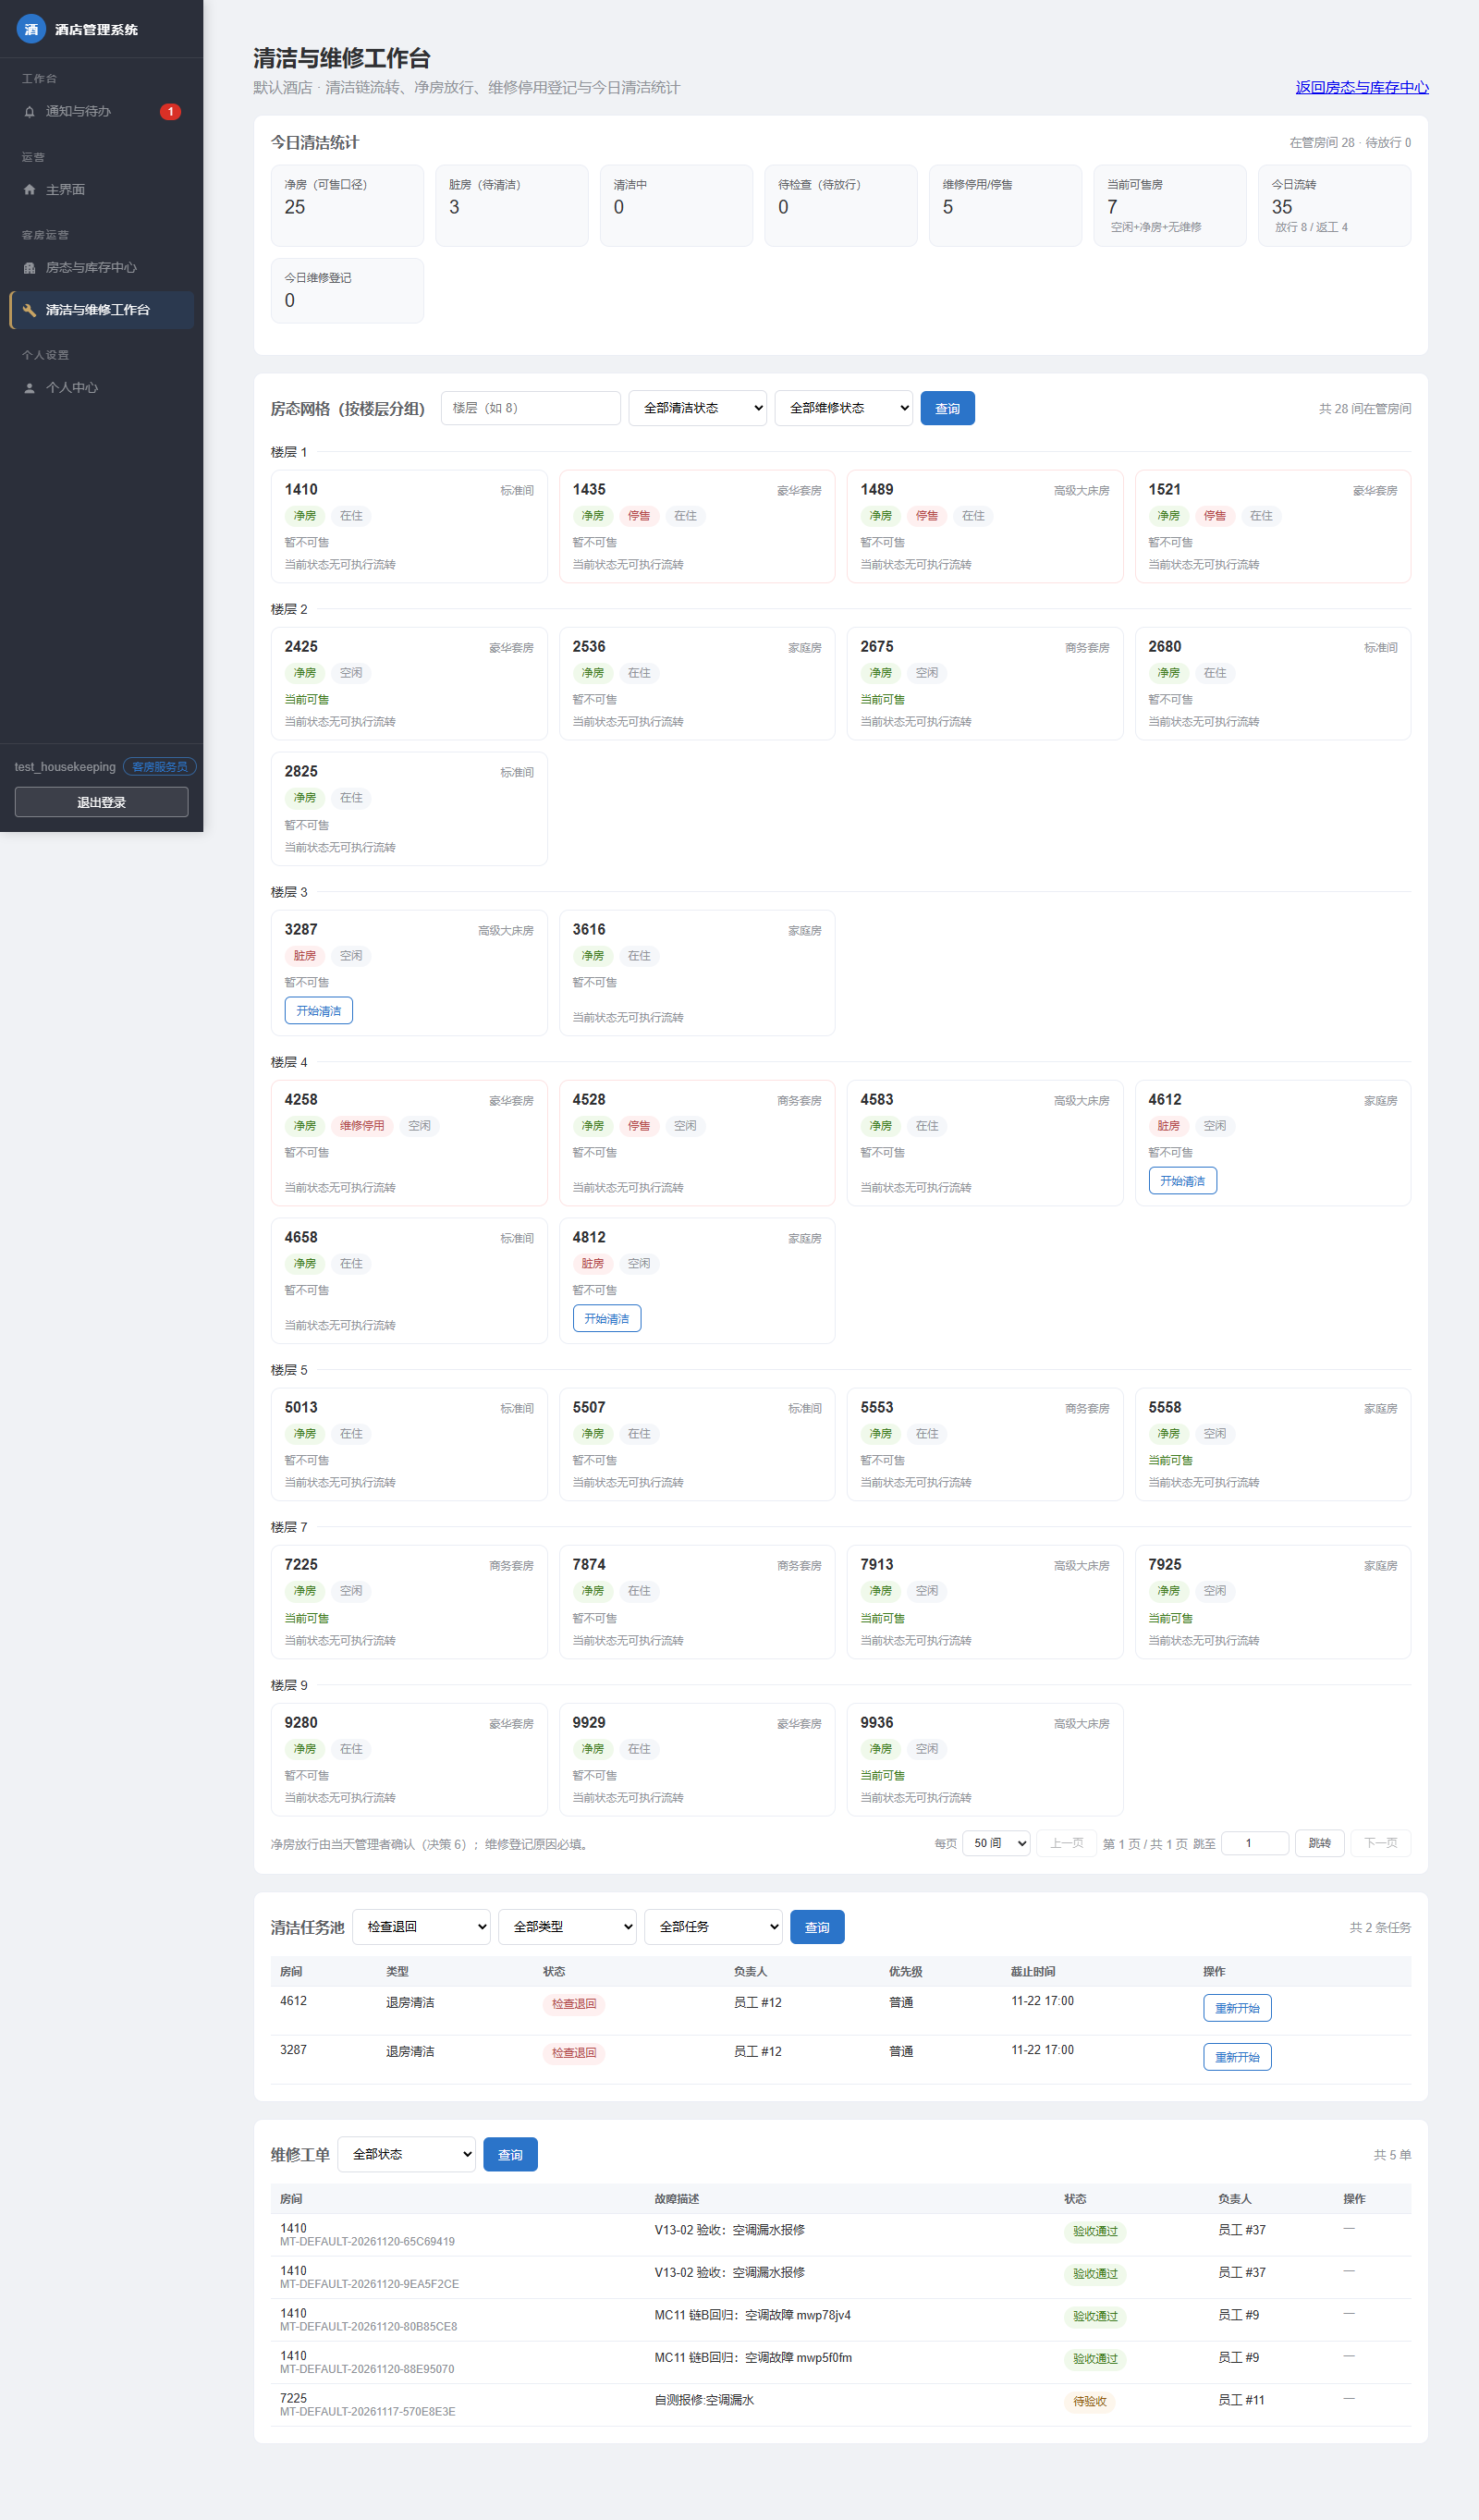 酒 酒店管理系统
工作台
通知与待办 1
运营
主界面
客房运营
房态与库存中心
清洁与维修工作台
个人设置
个人中心
test_housekeeping 客房服务员
退出登录
清洁与维修工作台
默认酒店 · 清洁链流转、净房放行、维修停用登记与今日清洁统计
返回房态与库存中心
今日清洁统计
在管房间 28 · 待放行 0
净房（可售口径）
25
脏房（待清洁）
3
清洁中
0
待检查（待放行）
0
维修停用/停售
5
当前可售房
7
空闲+净房+无维修
今日流转
35
放行 8 / 返工 4
今日维修登记
0
房态网格（按楼层分组） 楼层（如 8） 全部清洁状态 全部维修状态 查询
共 28 间在管房间
楼层 1
1410 标准间
净房 在住
暂不可售
当前状态无可执行流转
1435 豪华套房
净房 停售 在住
暂不可售
当前状态无可执行流转
1489 高级大床房
净房 停售 在住
暂不可售
当前状态无可执行流转
1521 豪华套房
净房 停售 在住
暂不可售
当前状态无可执行流转
楼层 2
2425 豪华套房
净房 空闲
当前可售
当前状态无可执行流转
2536 家庭房
净房 在住
暂不可售
当前状态无可执行流转
2675 商务套房
净房 空闲
当前可售
当前状态无可执行流转
2680 标准间
净房 在住
暂不可售
当前状态无可执行流转
2825 标准间
净房 在住
暂不可售
当前状态无可执行流转
楼层 3
3287 高级大床房
脏房 空闲
暂不可售
开始清洁
3616 家庭房
净房 在住
暂不可售
当前状态无可执行流转
楼层 4
4258 豪华套房
净房 维修停用 空闲
暂不可售
当前状态无可执行流转
4528 商务套房
净房 停售 空闲
暂不可售
当前状态无可执行流转
4583 高级大床房
净房 在住
暂不可售
当前状态无可执行流转
4612 家庭房
脏房 空闲
暂不可售
开始清洁
4658 标准间
净房 在住
暂不可售
当前状态无可执行流转
4812 家庭房
脏房 空闲
暂不可售
开始清洁
楼层 5
5013 标准间
净房 在住
暂不可售
当前状态无可执行流转
5507 标准间
净房 在住
暂不可售
当前状态无可执行流转
5553 商务套房
净房 在住
暂不可售
当前状态无可执行流转
5558 家庭房
净房 空闲
当前可售
当前状态无可执行流转
楼层 7
7225 商务套房
净房 空闲
当前可售
当前状态无可执行流转
7874 商务套房
净房 在住
暂不可售
当前状态无可执行流转
7913 高级大床房
净房 空闲
当前可售
当前状态无可执行流转
7925 家庭房
净房 空闲
当前可售
当前状态无可执行流转
楼层 9
9280 豪华套房
净房 在住
暂不可售
当前状态无可执行流转
9929 豪华套房
净房 在住
暂不可售
当前状态无可执行流转
9936 高级大床房
净房 空闲
当前可售
当前状态无可执行流转
净房放行由当天管理者确认（决策 6）；维修登记原因必填。
每页 50 间 上一页 第 1 页 / 共 1 页 跳至 1 跳转 下一页
清洁任务池 检查退回 全部类型 全部任务 查询
共 2 条任务
房间 类型 状态 负责人 优先级 截止时间 操作
4612 退房清洁 检查退回 员工 #12 普通 11-22 17:00 重新开始
3287 退房清洁 检查退回 员工 #12 普通 11-22 17:00 重新开始
维修工单 全部状态 查询
共 5 单
房间 故障描述 状态 负责人 操作
1410 V13-02 验收：空调漏水报修 验收通过 员工 #37 —
MT-DEFAULT-20261120-65C69419
1410 V13-02 验收：空调漏水报修 验收通过 员工 #37 —
MT-DEFAULT-20261120-9EA5F2CE
1410 MC11 链B回归：空调故障 mwp78jv4 验收通过 员工 #9 —
MT-DEFAULT-20261120-80B85CE8
1410 MC11 链B回归：空调故障 mwp5f0fm 验收通过 员工 #9 —
MT-DEFAULT-20261120-88E95070
7225 自测报修:空调漏水 待验收 员工 #11 —
MT-DEFAULT-20261117-570E8E3E